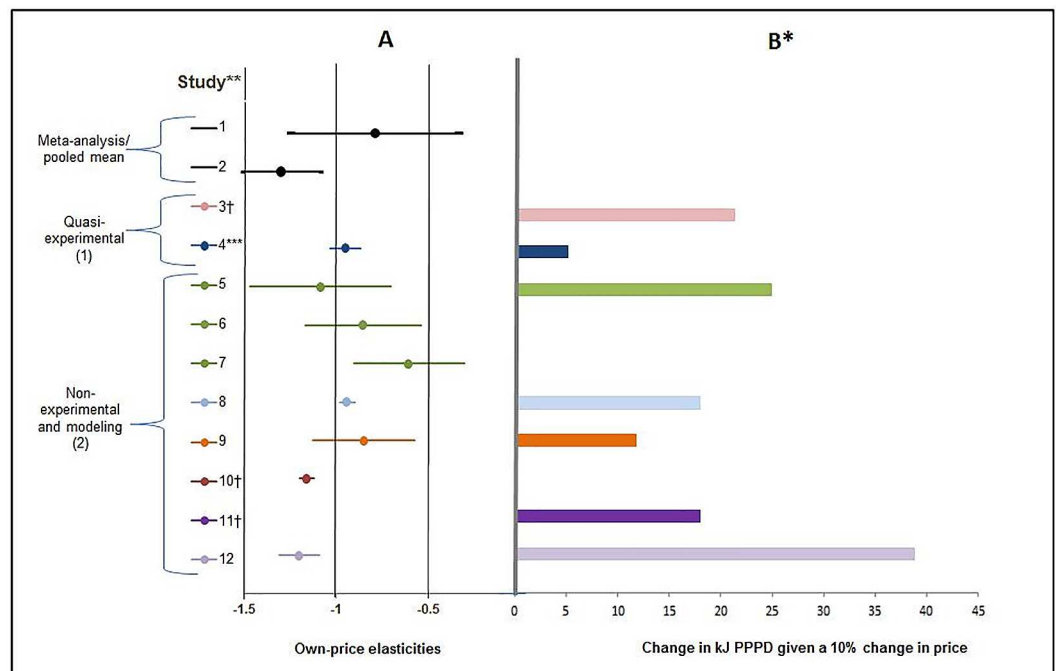 A
B*
Study**
1
Meta-analysis/
pooled mean
2
3†
Quasi-
experimental
(1)
4***
5
6
7
Non-
experimental
and modeling
(2)
8
9
10†
11†
12
-1.5 -1 -0.5
0 5 10 15 20 25 30 35 40 45
Own-price elasticities
Change in kJ PPPD given a 10% change in price